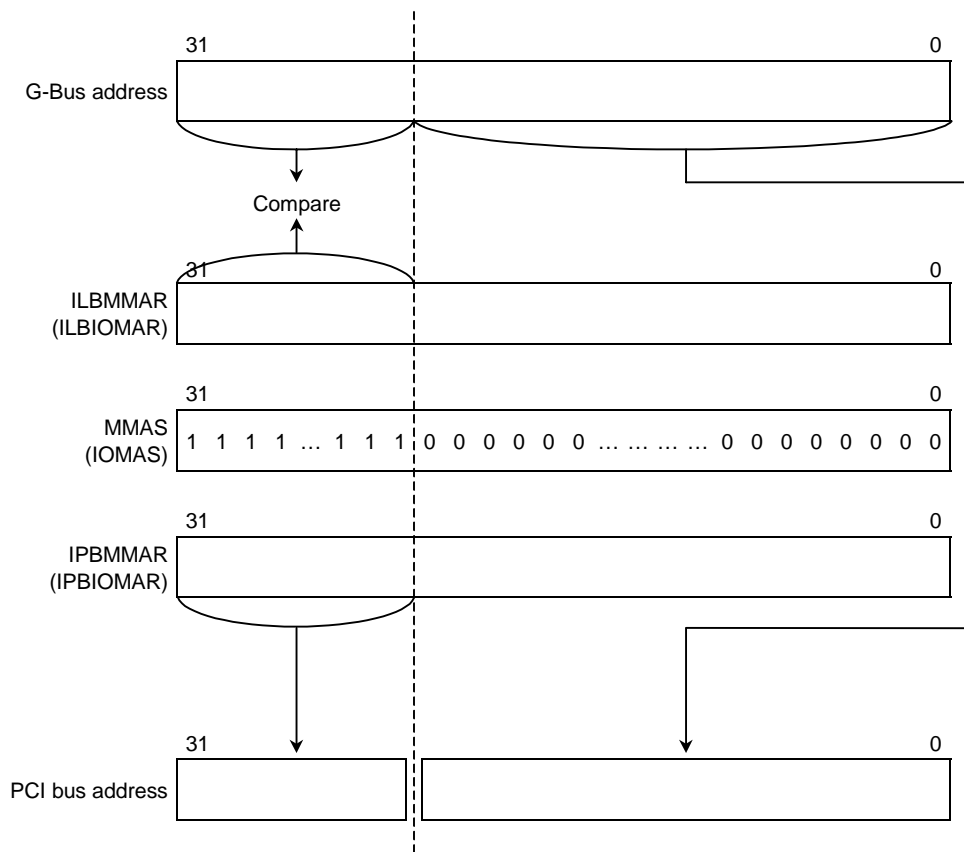 31 0
G-Bus address
Compare
31 0
ILBMMAR
(ILBIOMAR)
31 0
MMAS
(IOMAS)
1 1 1 1 … 1 1 1 0 0 0 0 0 0 … … … … 0 0 0 0 0 0 0 0
31 0
IPBMMAR
(IPBIOMAR)
31 0
PCI bus address